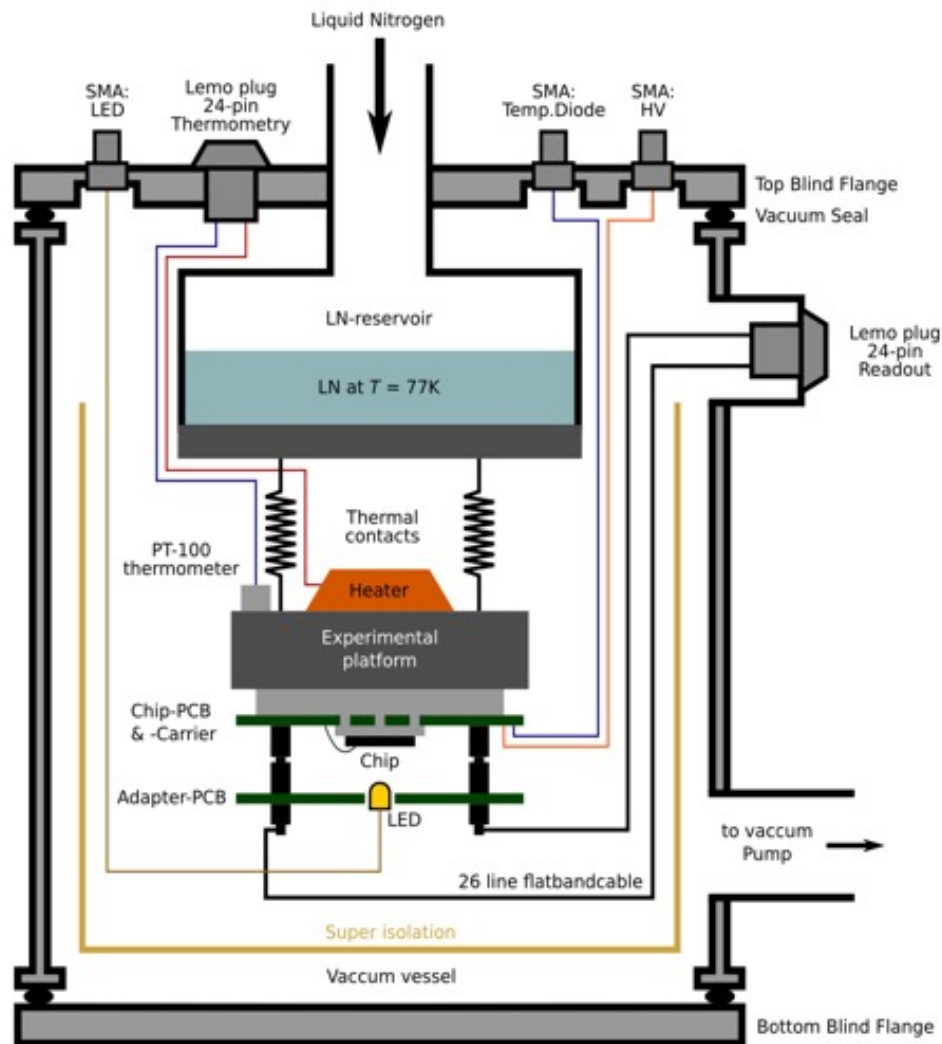 Liquid Nitrogen
SMA:
LED
Lemo plug
24-pin
Thermometry
SMA:
Temp.Diode
SMA:
HV
Top Blind Flange
Vacuum Seal
LN-reservoir
Lemo plug
24-pin
Readout
LN at T = 77K
Thermal
contacts
PT-100
thermometer
Heater
Experimental
platform
Chip-PCB
& -Carrier
Chip
Adapter-PCB
LED
to vaccum
Pump
26 line flatbandcable
Super isolation
Vaccum vessel
Bottom Blind Flange